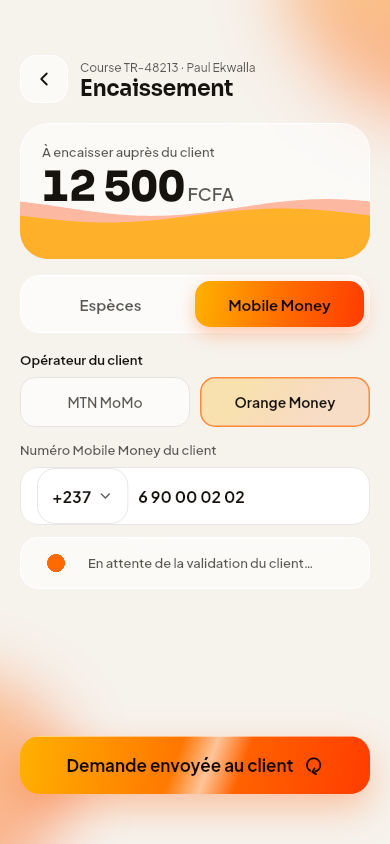 Course TR-48213 · Paul Ekwalla
Encaissement
À encaisser auprès du client
12 500 FCFA
Espèces
Mobile Money
Opérateur du client
MTN MoMo
Orange Money
Numéro Mobile Money du client
+237
6 90 00 02 02
En attente de la validation du client…
Demande envoyée au client